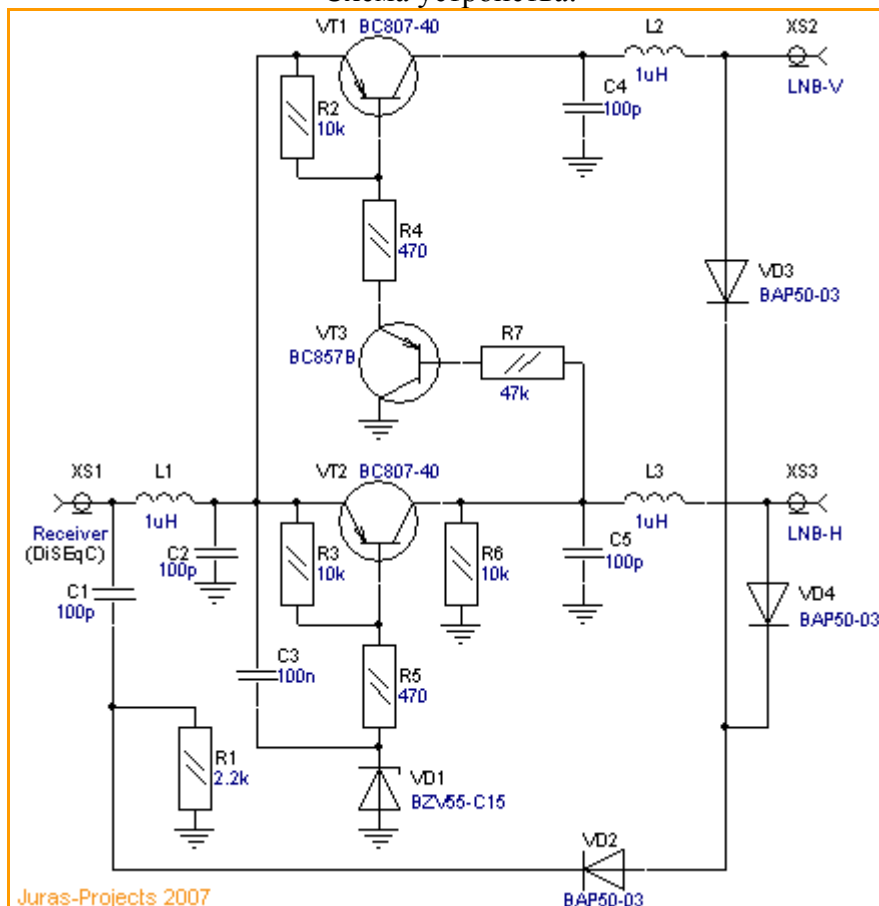 Схема устройства:
VT1 BC807-40
L2
XS2
R2
10k
1uH
LNB-V
C4
100p
R4
470
VD3
BAP50-03
VT3
BC857B
R7
47k
XS1
L1
VT2 BC807-40
L3
XS3
Receiver
(DiSEqC)
1uH
C2
100p
R3
10k
R6
10k
C5
100p
1uH
LNB-H
C1
100p
VD4
BAP50-03
C3
100n
R5
470
R1
2.2k
VD1
BZV55-C15
VD2
BAP50-03
Juras-Projects 2007